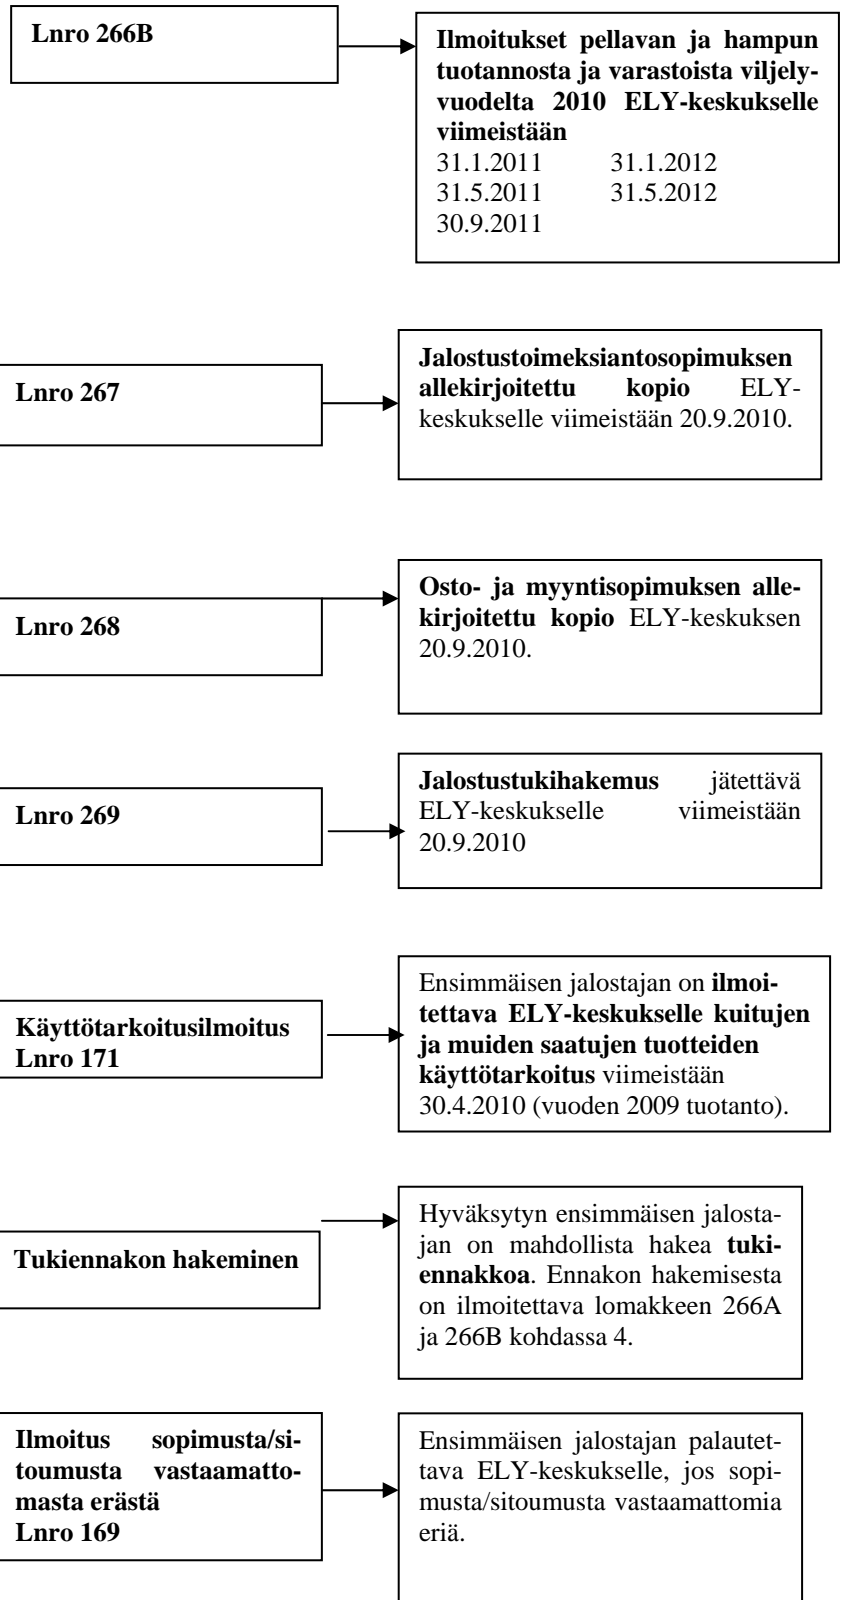 Lnro 266B
Ilmoitukset pellavan ja hampun
tuotannosta ja varastoista viljely-
vuodelta 2010 ELY-keskukselle
viimeistään
31.1.2011 31.1.2012
31.5.2011 31.5.2012
30.9.2011
Lnro 267
Jalostustoimeksiantosopimuksen
allekirjoitettu kopio ELY-
keskukselle viimeistään 20.9.2010.
Lnro 268
Osto- ja myyntisopimuksen alle-
kirjoitettu kopio ELY-keskuksen
20.9.2010.
Lnro 269
Jalostustukihakemus jätettävä
ELY-keskukselle viimeistään
20.9.2010
Käyttötarkoitusilmoitus
Lnro 171
Ensimmäisen jalostajan on ilmoi-
tettava ELY-keskukselle kuitujen
ja muiden saatujen tuotteiden
käyttötarkoitus viimeistään
30.4.2010 (vuoden 2009 tuotanto).
Tukiennakon hakeminen
Hyväksytyn ensimmäisen jalosta-
jan on mahdollista hakea tuki-
ennakkoa. Ennakon hakemisesta
on ilmoitettava lomakkeen 266A
ja 266B kohdassa 4.
Ilmoitus sopimusta/si-
toumusta vastaamatto-
masta erästä
Lnro 169
Ensimmäisen jalostajan palautet-
tava ELY-keskukselle, jos sopi-
musta/sitoumusta vastaamattomia
eriä.